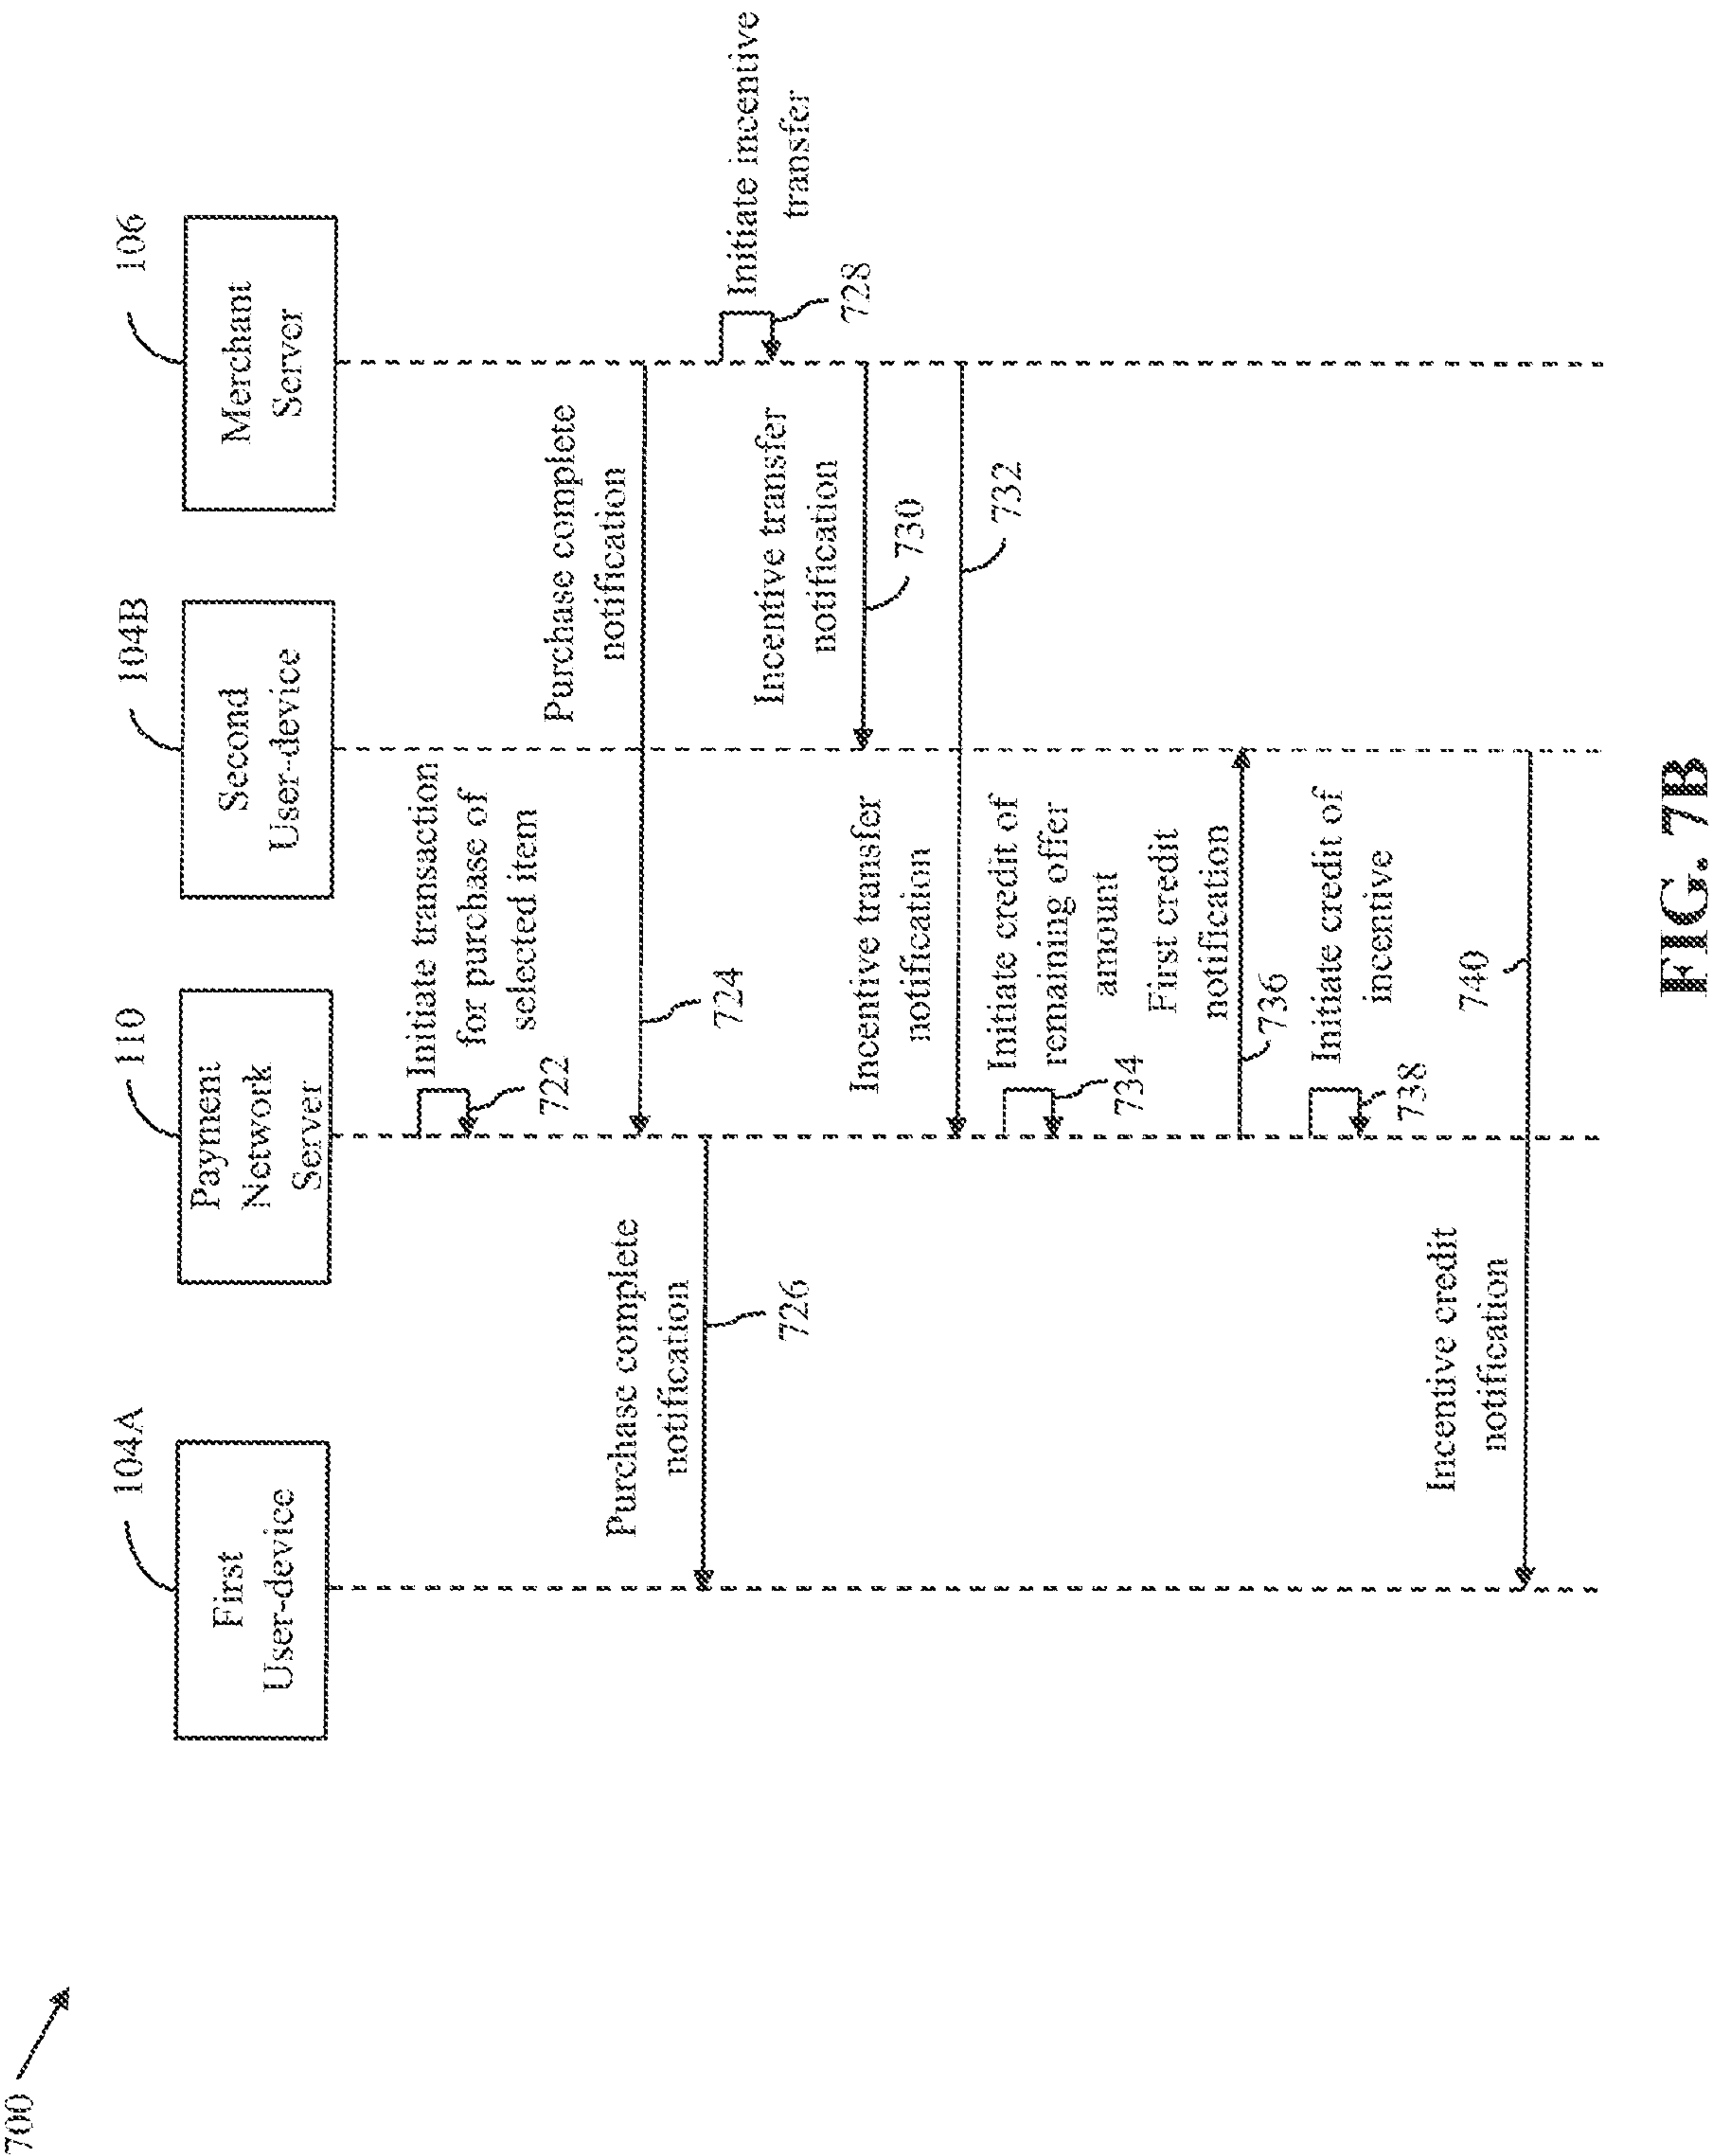 700
104A
First
User-device
110
Payment
Network
Server
104B
Second
User-device
106
Merchant
Server
Initiate transaction
for purchase of
selected item
722
Purchase complete
notification
724
Purchase complete
notification
726
Initiate incentive
transfer
728
Incentive transfer
notification
730
Incentive transfer
notification
732
Initiate credit of
remaining offer
amount
734
First credit
notification
736
Initiate credit of
incentive
738
Incentive credit
notification
740
FIG. 7B